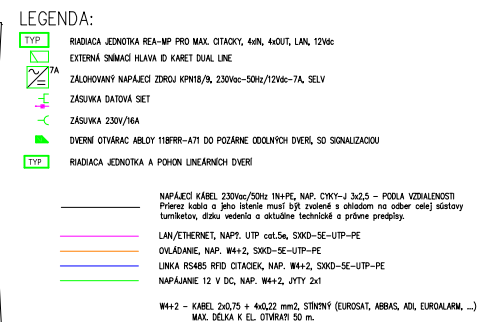 LEGENDA:
TYP RIADIACA JEDNOTKA REA-MP PRO MAX. CITACKY, 4xIN, 4xOUT, LAN, 12Vdc
EXTERNÁ SNÍMACÍ HLAVA ID KARET DUAL LINE
7A ZÁLOHOVANÝ NAPÁJECÍ ZDROJ KPN18/9, 230Vac-50Hz/12Vdc-7A, SELV
ZÁSUVKA DATOVÁ SIET
ZÁSUVKA 230V/16A
DVERNÍ OTVÁRAC ABLOY 118FRR-A71 DO POZÁRNE ODOLNÝCH DVERÍ, SO SIGNALIZACIOU
TYP RIADIACA JEDNOTKA A POHON LINEÁRNÍCH DVERÍ
NAPÁJECÍ KÁBEL 230Vac/50Hz 1N+PE, NAP. CYKY-J 3x2,5 - PODLA VZDIALENOSTI
Prierez kabla a jeho istenie musí být zvolené s ohladom na odber celej sústavy
turniketov, dlzku vedenia a aktuálne technické a právne predpisy.
LAN/ETHERNET, NAP?. UTP cat.5e, SXKD-5E-UTP-PE
OVLÁDANIE, NAP. W4+2, SXKD-5E-UTP-PE
LINKA RS485 RFID CITACIEK, NAP. W4+2, SXKD-5E-UTP-PE
NAPÁJANIE 12 V DC, NAP. W4+2, JYTY 2x1
W4+2 - KABEL 2x0,75 + 4x0,22 mm2, STÍN?NÝ (EUROSAT, ABBAS, ADI, EUROALARM, ...)
MAX. DÉLKA K EL. OTVÍRA?I 50 m.